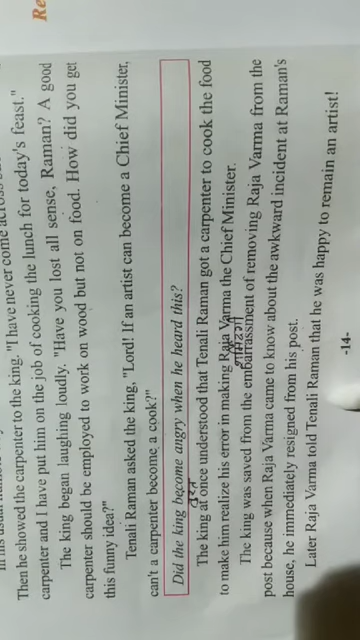 Re
Then he showed the carpenter to the king. "I have never come across
carpenter and I have put him on the job of cooking the lunch for today's feast."
The king began laughing loudly. "Have you lost all sense, Raman? A good
carpenter should be employed to work on wood but not on food. How did you get
this funny idea?"
Tenali Raman asked the king, "Lord! If an artist can become a Chief Minister,
can't a carpenter become a cook?"
Did the king become angry when he heard this?
The king at once understood that Tenali Raman got a carpenter to cook the food
to make him realize his error in making Raja Varma the Chief Minister.
The king was saved from the embarrassment of removing Raja Varma from the
post because when Raja Varma came to know about the awkward incident at Raman's
house, he immediately resigned from his post.
Later Raja Varma told Tenali Raman that he was happy to remain an artist!
-14-